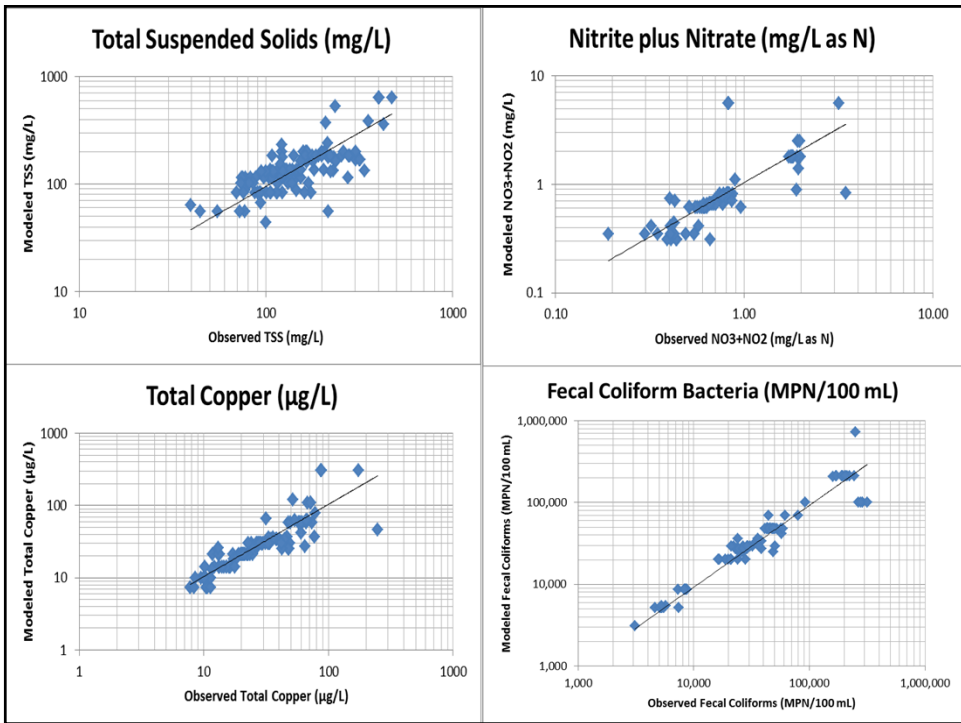 Total Suspended Solids (mg/L)
Modeled TSS (mg/L)
1000
100
10
10
100
1000
Observed TSS (mg/L)
Nitrite plus Nitrate (mg/L as N)
Modeled NO3+NO2 (mg/L)
10
1
0.1
0.10
1.00
10.00
Observed NO3+NO2 (mg/L as N)
Total Copper (µg/L)
Modeled Total Copper (µg/L)
1000
100
10
1
1
10
100
1000
Observed Total Copper (µg/L)
Fecal Coliform Bacteria (MPN/100 mL)
Modeled Fecal Coliforms (MPN/100 mL)
1,000,000
100,000
10,000
1,000
1,000
10,000
100,000
1,000,000
Observed Fecal Coliforms (MPN/100 mL)